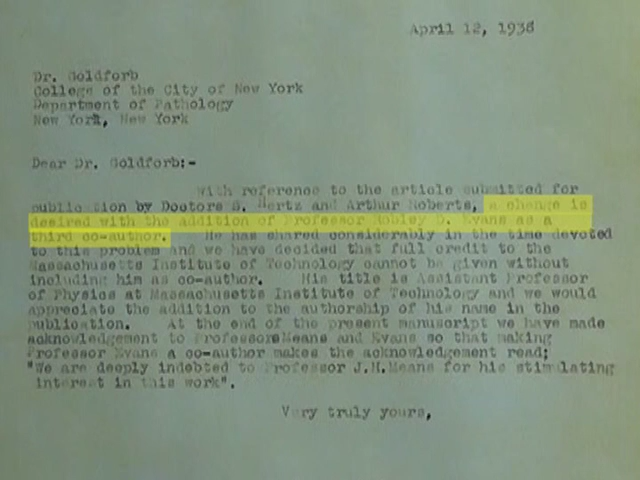 April 12, 1938
Dr. Goldforb
College of the City of New York
Department of Pathology
New York, New York
Dear Dr. Goldforb:-
With reference to the article submitted for
publication by Doctors S. Hertz and Arthur Roberts, a change is
desired with the addition of Professor Robley D. Evans as a
third co-author. He has shared considerably in the time devoted
to this problem and we have decided that full credit to the
Massachusetts Institute of Technology cannot be given without
including him as co-author. His title is Assistant Professor
of Physics at Massachusetts Institute of Technology and we would
appreciate the addition to the authorship of his name in the
publication. At the end of the present manuscript we have made
acknowledgement to Professors Means and Evans so that making
Professor Evans a co-author makes the acknowledgement read;
"We are deeply indebted to Professor J.H.Means for his stimulating
interest in this work".
Very truly yours,